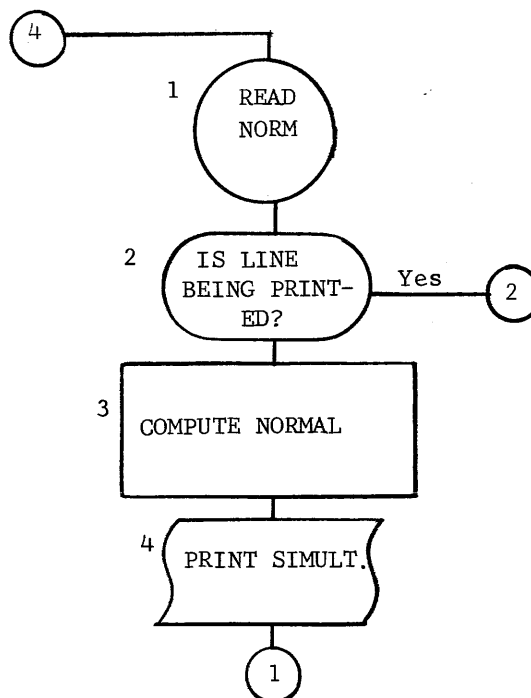 4
1
READ
NORM
2
IS LINE
BEING PRINT-
ED?
Yes
2
3
COMPUTE NORMAL
4
PRINT SIMULT.
1